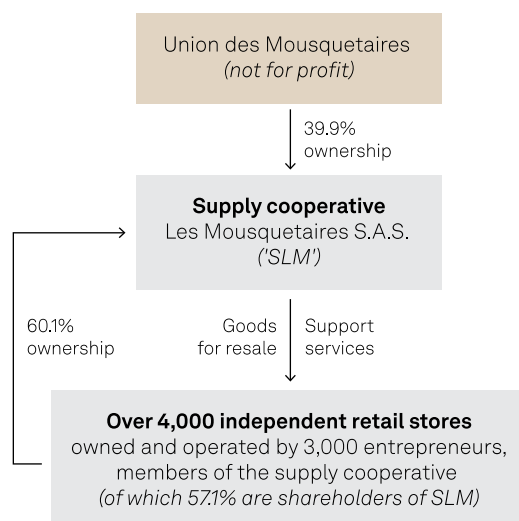 Union des Mousquetaires
(not for profit)
39.9%
ownership
Supply cooperative
Les Mousquetaires S.A.S.
('SLM')
60.1%
ownership
Goods
for resale
Support
services
Over 4,000 independent retail stores
owned and operated by 3,000 entrepreneurs,
members of the supply cooperative
(of which 57.1% are shareholders of SLM)